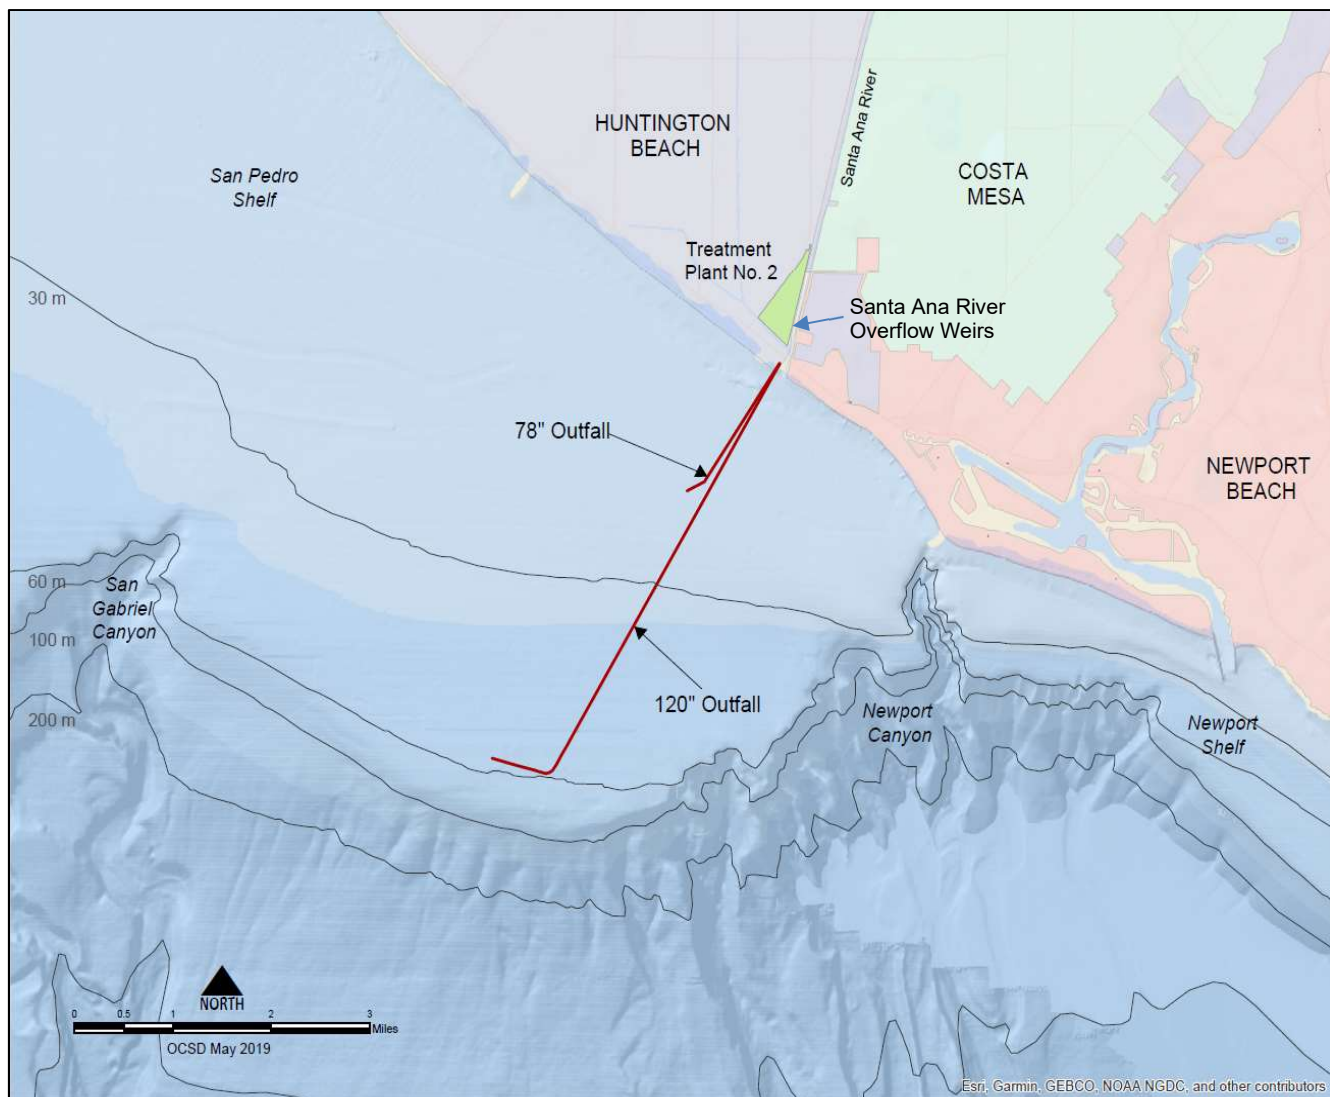 HUNTINGTON
BEACH
Santa Ana River
COSTA
MESA
San Pedro
Shelf
Treatment
Plant No. 2
30 m
Santa Ana River
Overflow Weirs
78" Outfall
NEWPORT
BEACH
60 m
San
Gabriel
Canyon
100 m
120" Outfall
200 m
Newport
Canyon
Newport
Shelf
NORTH
0 0.5 1 2 3
Miles
OCSD May 2019
Esri, Garmin, GEBCO, NOAA NGDC, and other contributors